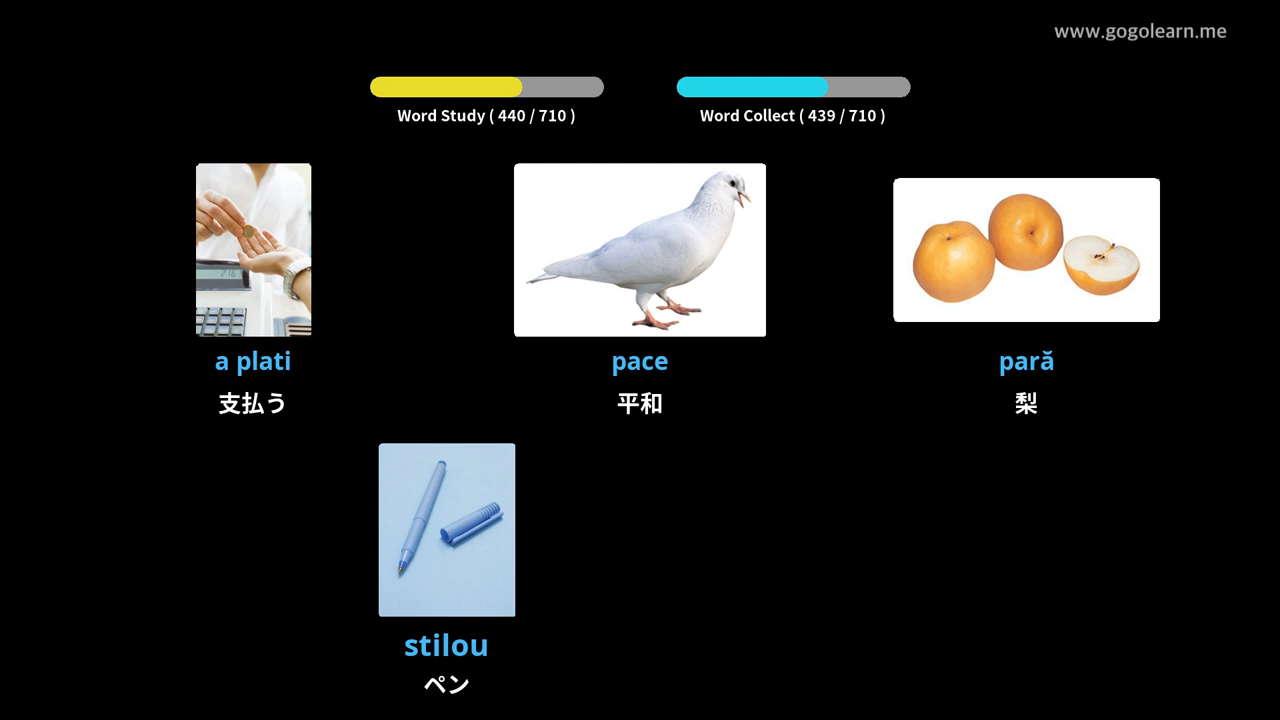 www.gogolearn.me
Word Study ( 440 / 710 )
Word Collect ( 439 / 710 )
a plati
支払う
pace
平和
pară
梨
stilou
ペン